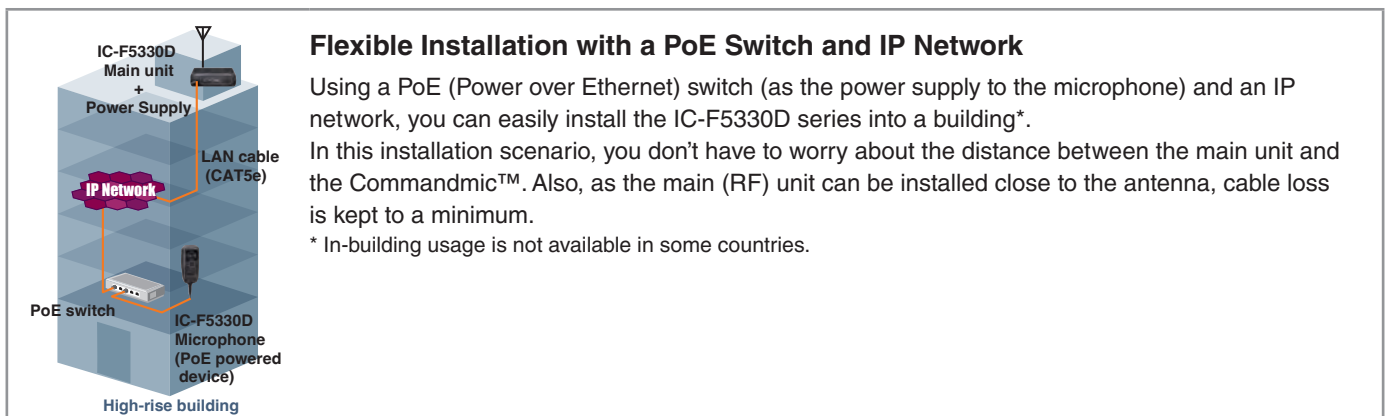 IC-F5330D
Main unit
+
Power Supply
LAN cable
(CAT5e)
IP Network
PoE switch
IC-F5330D
Microphone
(PoE powered
device)
High-rise building
Flexible Installation with a PoE Switch and IP Network
Using a PoE (Power over Ethernet) switch (as the power supply to the microphone) and an IP
network, you can easily install the IC-F5330D series into a building*.
In this installation scenario, you don’t have to worry about the distance between the main unit and
the Commandmic™. Also, as the main (RF) unit can be installed close to the antenna, cable loss
is kept to a minimum.
* In-building usage is not available in some countries.